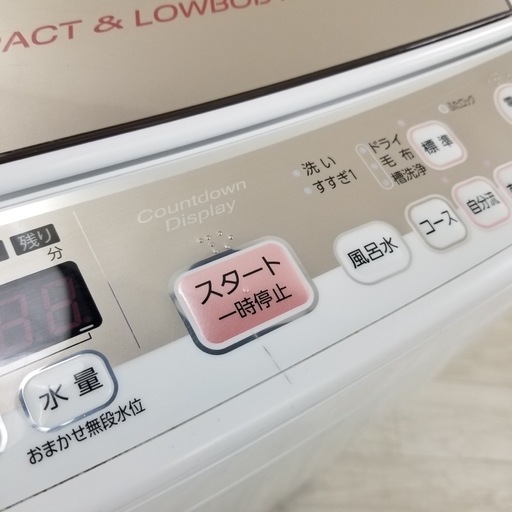 PACT & LOWBOD
Countdown
Display
残り
分
洗い
すすぎ1
ドライ
毛布
槽洗浄
標準
スタート
一時停止
風呂水
コース
自分流
水量
おまかせ無段水位